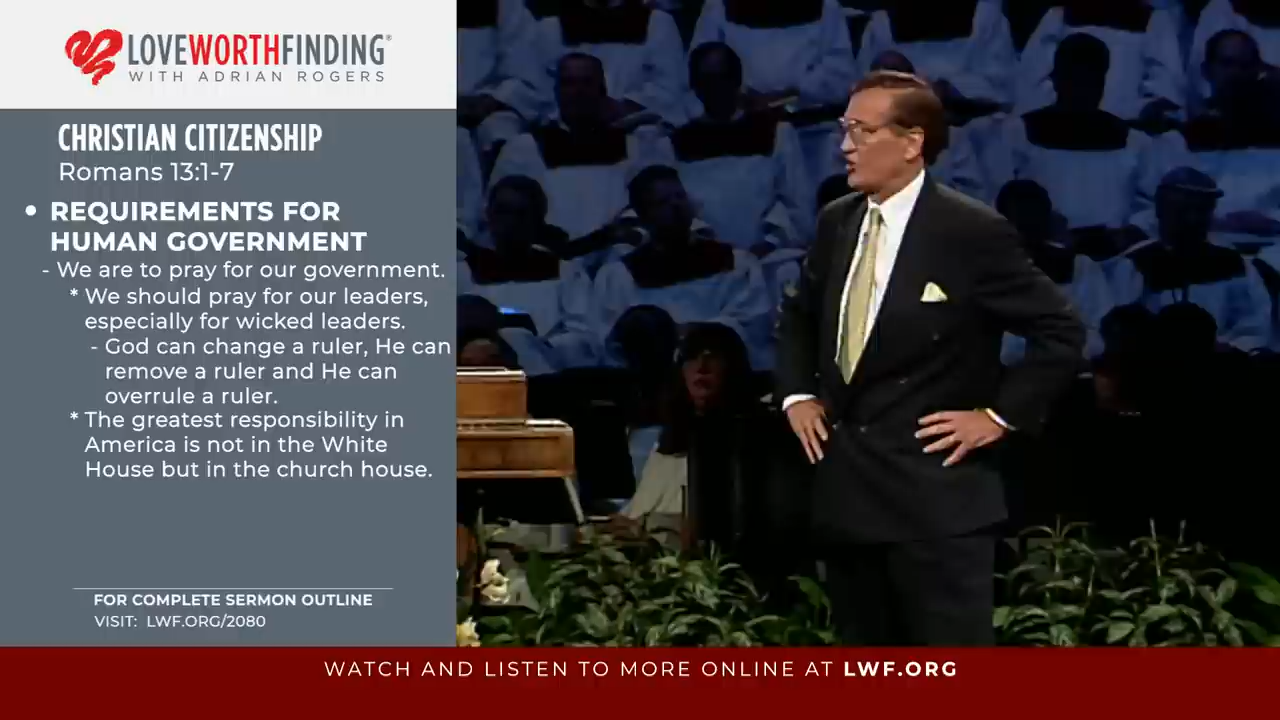 LOVEWORTHFINDING®
WITH ADRIAN ROGERS
CHRISTIAN CITIZENSHIP
Romans 13:1-7
• REQUIREMENTS FOR
HUMAN GOVERNMENT
- We are to pray for our government.
* We should pray for our leaders,
especially for wicked leaders.
- God can change a ruler, He can
remove a ruler and He can
overrule a ruler.
* The greatest responsibility in
America is not in the White
House but in the church house.
FOR COMPLETE SERMON OUTLINE
VISIT: LWF.ORG/2080
WATCH AND LISTEN TO MORE ONLINE AT LWF.ORG